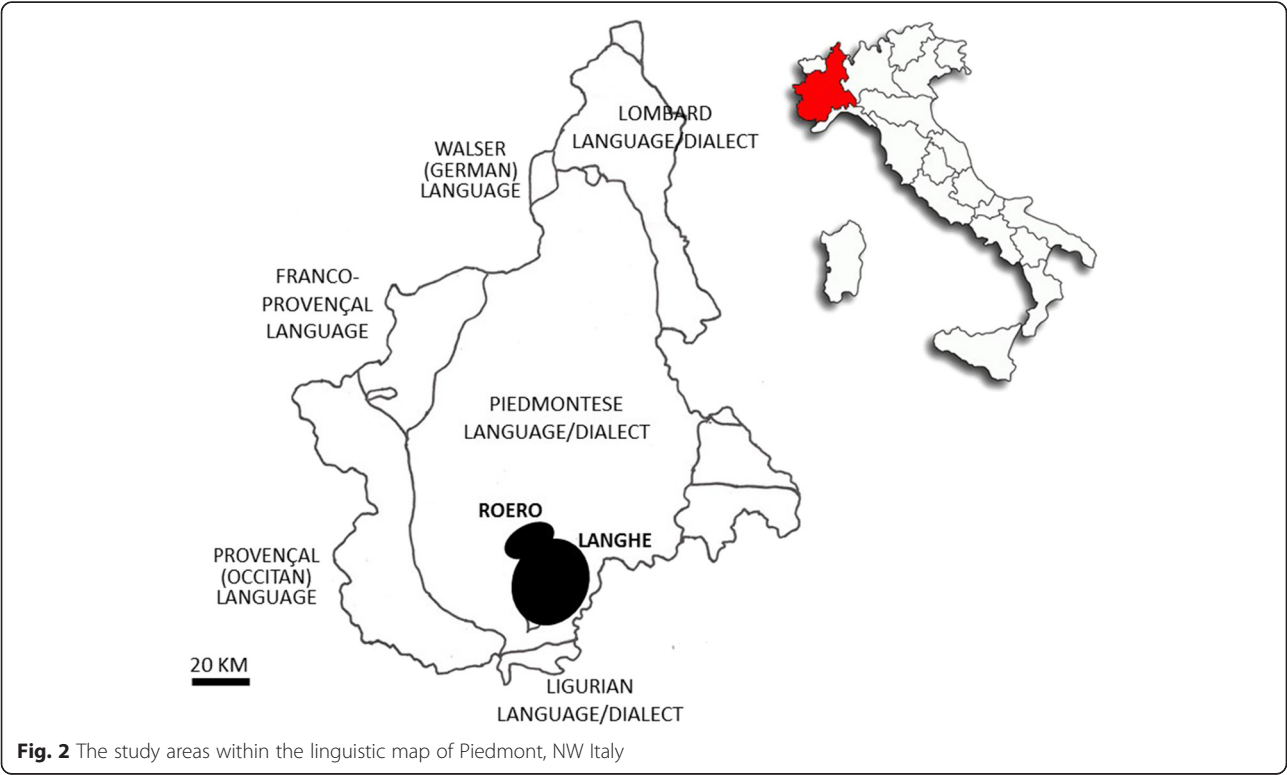 LOMBARD
LANGUAGE/DIALECT
WALSER
(GERMAN)
LANGUAGE
FRANCO-
PROVENÇAL
LANGUAGE
PIEDMONTESE
LANGUAGE/DIALECT
ROERO
LANGHE
PROVENÇAL
(OCCITAN)
LANGUAGE
20 KM
LIGURIAN
LANGUAGE/DIALECT
Fig. 2 The study areas within the linguistic map of Piedmont, NW Italy